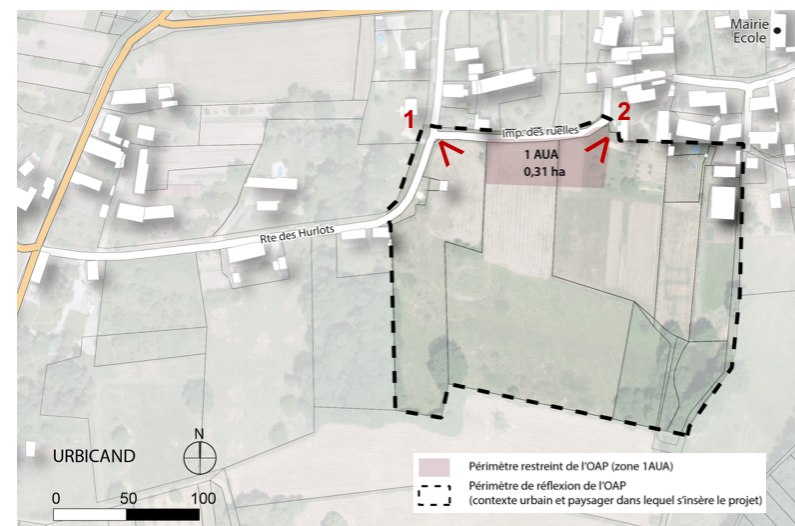 Mairie
Ecole
1
2
Imp. des ruelles
1 AUA
0,31 ha
Rte des Hurlots
URBICAND
N
0 50 100
Périmètre restreint de l'OAP (zone 1AUA)
Périmètre de réflexion de l'OAP
(contexte urbain et paysager dans lequel s'insère le projet)